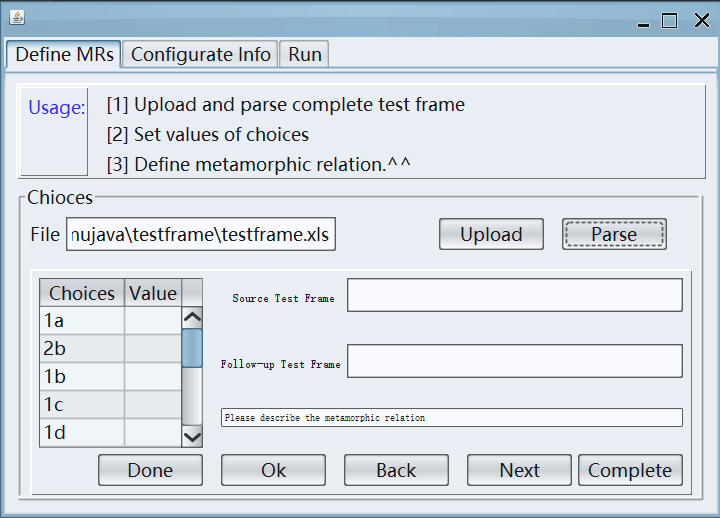 Define MRs Configurate Info Run
Usage: [1] Upload and parse complete test frame
[2] Set values of choices
[3] Define metamorphic relation.^^
Chioces
File nujava\testframe\testframe.xls Upload Parse
Choices Value
1a
2b
1b
1c
1d
Source Test Frame
Follow-up Test Frame
Please describe the metamorphic relation
Done Ok Back Next Complete